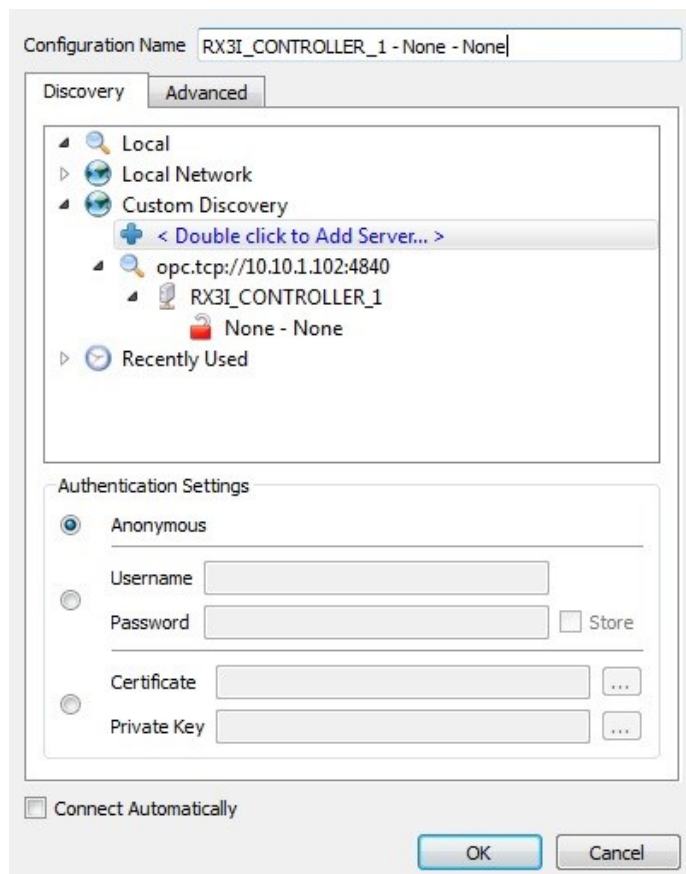 Configuration Name RX3I_CONTROLLER_1 - None - None
Discovery Advanced
Local
Local Network
Custom Discovery
< Double click to Add Server... >
opc.tcp://10.10.1.102:4840
RX3I_CONTROLLER_1
None - None
Recently Used
Authentication Settings
Anonymous
Username
Password Store
Certificate ...
Private Key ...
Connect Automatically
OK Cancel